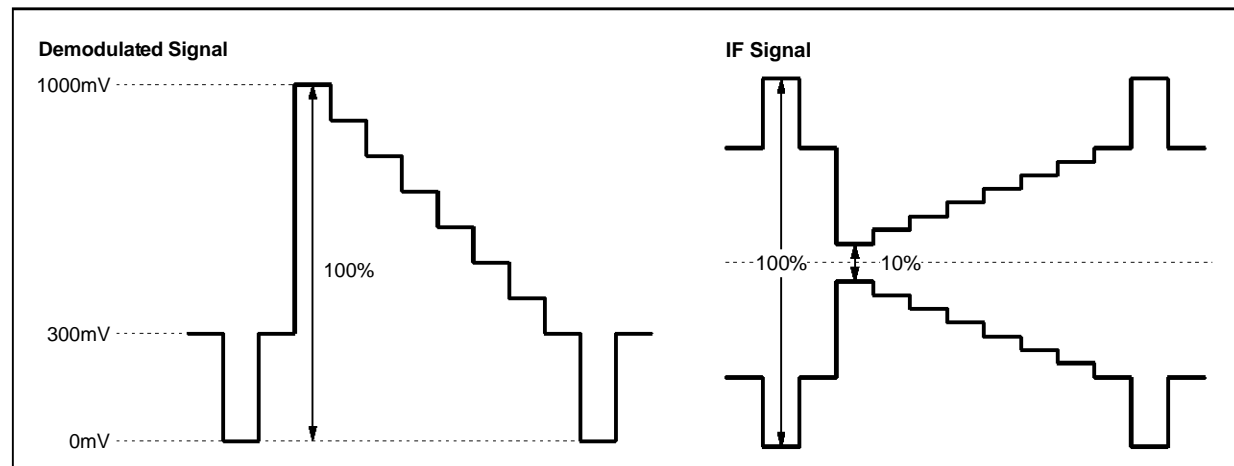 Demodulated Signal
1000mV
100%
300mV
0mV
IF Signal
100%
10%